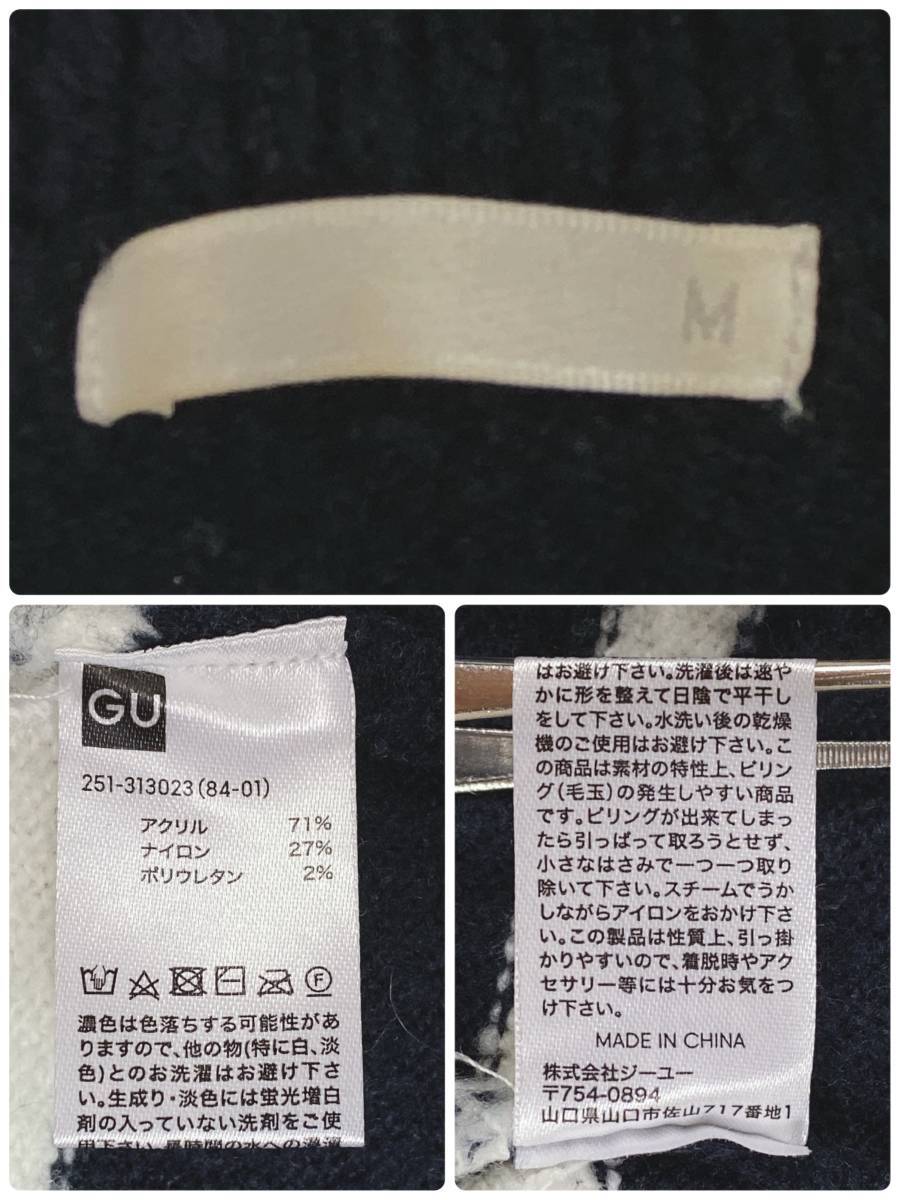 M
GU
251-313023(84-01)
アクリル 71%
ナイロン 27%
ポリウレタン 2%
濃色は色落ちする可能性があ
りますので、他の物(特に白、淡
色)とのお洗濯はお避け下さ
い。生成り・淡色には蛍光増白
剤の入っていない洗剤をご使
用下さい。長時間の水への浸漬
はお避け下さい。洗濯後は速や
かに形を整えて日陰で平干し
をして下さい。水洗い後の乾燥
機のご使用はお避け下さい。こ
の商品は素材の特性上、ピリン
グ(毛玉)の発生しやすい商品
です。ピリングが出来てしまっ
たら引っぱって取ろうとせず、
小さなはさみで一つ一つ取り
除いて下さい。スチームでうか
しながらアイロンをおかけ下さ
い。この製品は性質上、引っ掛
かりやすいので、着脱時やアク
セサリー等には十分お気をつ
け下さい。
MADE IN CHINA
株式会社ジーユー
〒754-0894
山口県山口市佐山717番地1